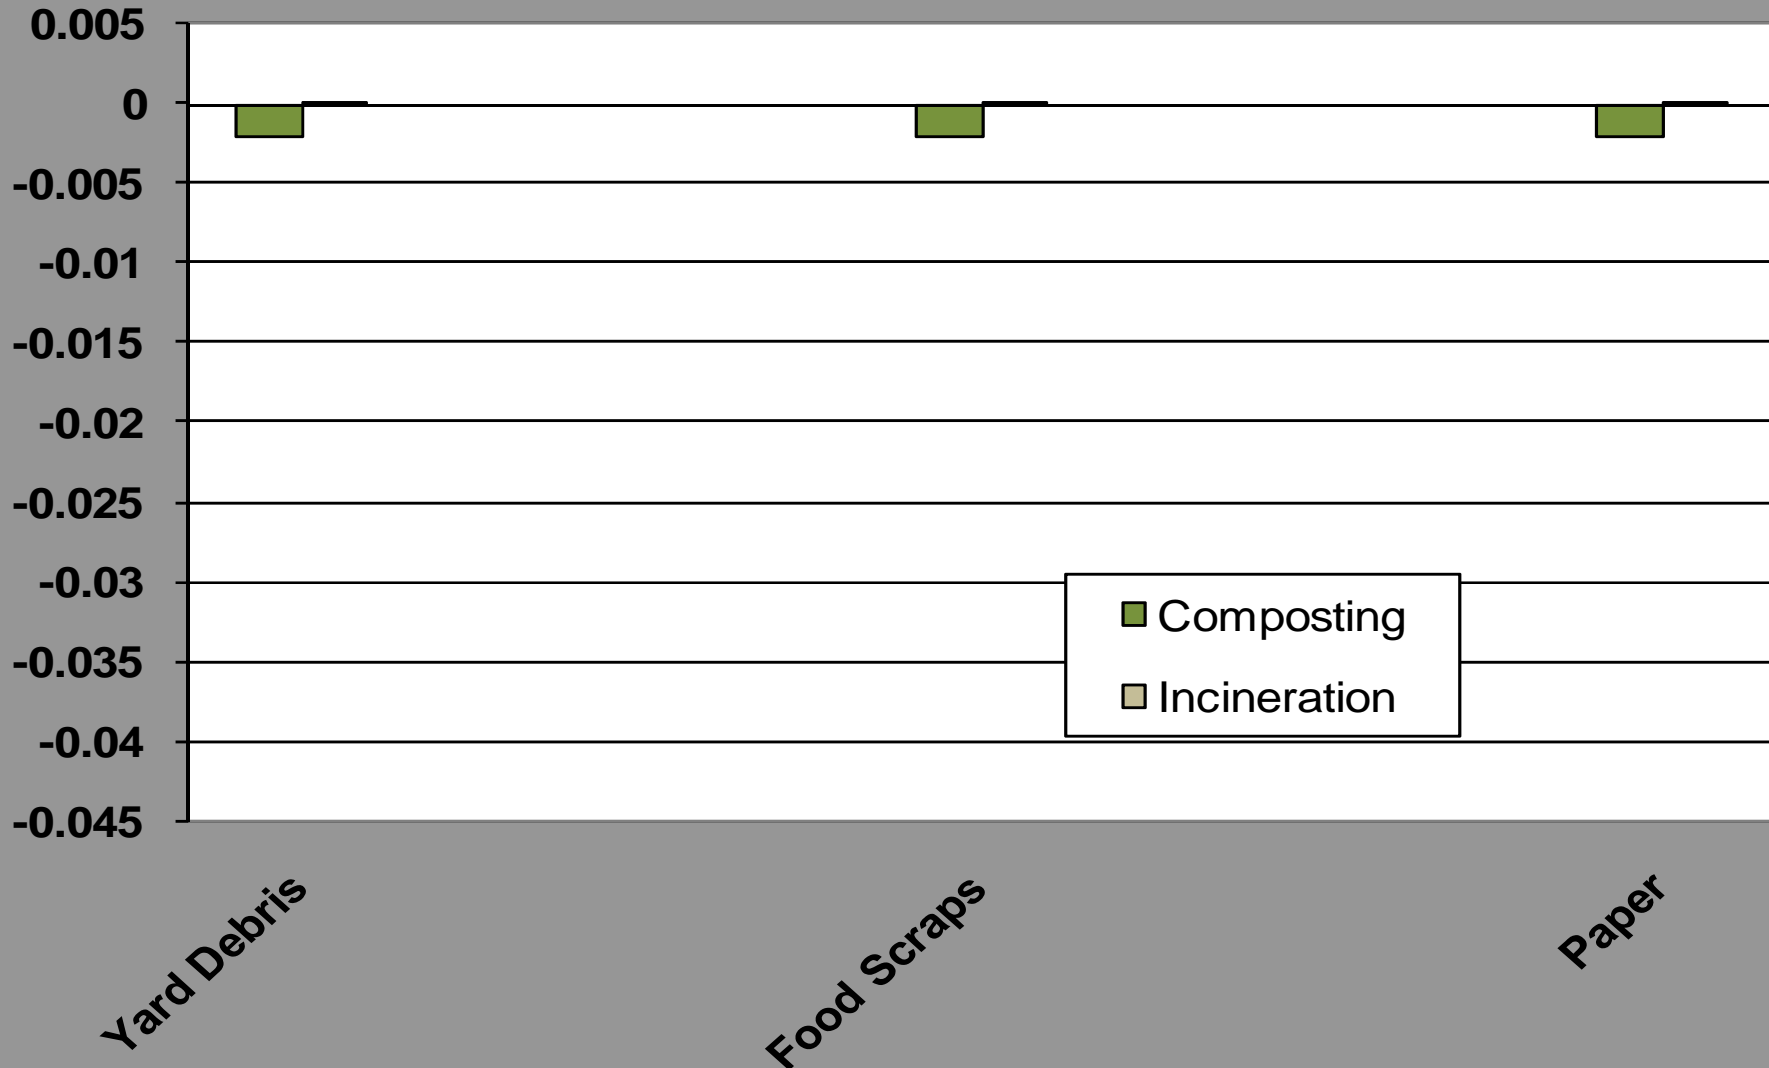 0.005
0
-0.005
-0.01
-0.015
-0.02
-0.025
-0.03
-0.035
-0.04
-0.045
Composting
Incineration
Yard Debris
Food Scraps
Paper